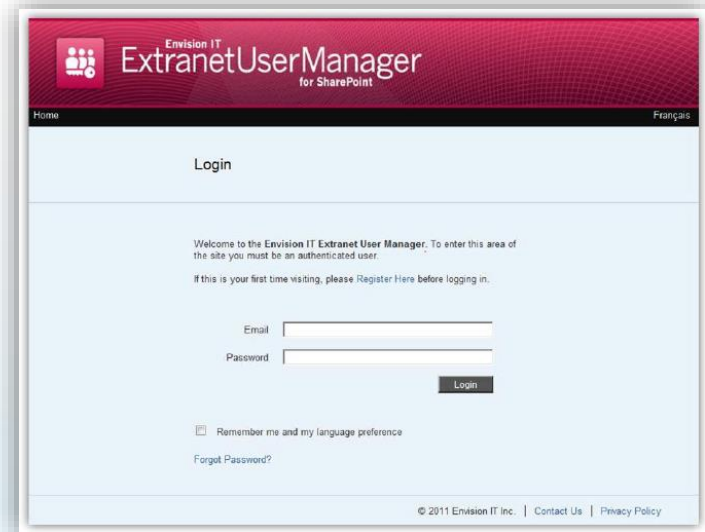 Envision IT
ExtranetUserManager
for SharePoint
Home
Français
Login
Welcome to the Envision IT Extranet User Manager. To enter this area of
the site you must be an authenticated user.
If this is your first time visiting, please Register Here before logging in.
Email
Password
Login
Remember me and my language preference
Forgot Password?
© 2011 Envision IT Inc. | Contact Us | Privacy Policy